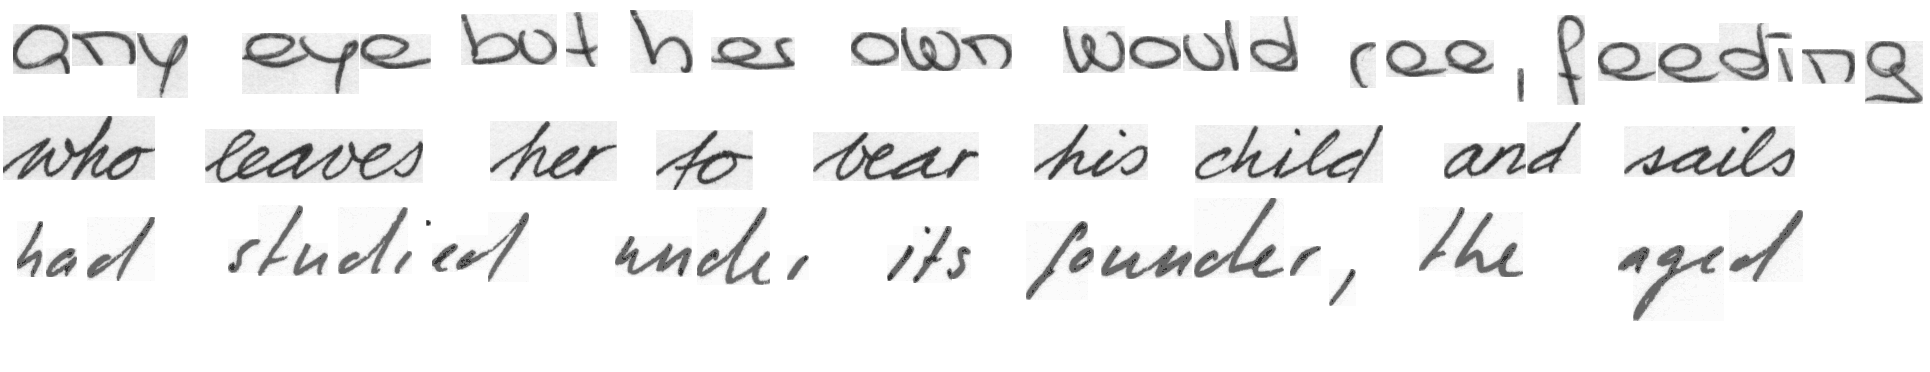 any eye but her own would see, feeding
who leaves her to bear his child and sails
had studied under its founder, the aged